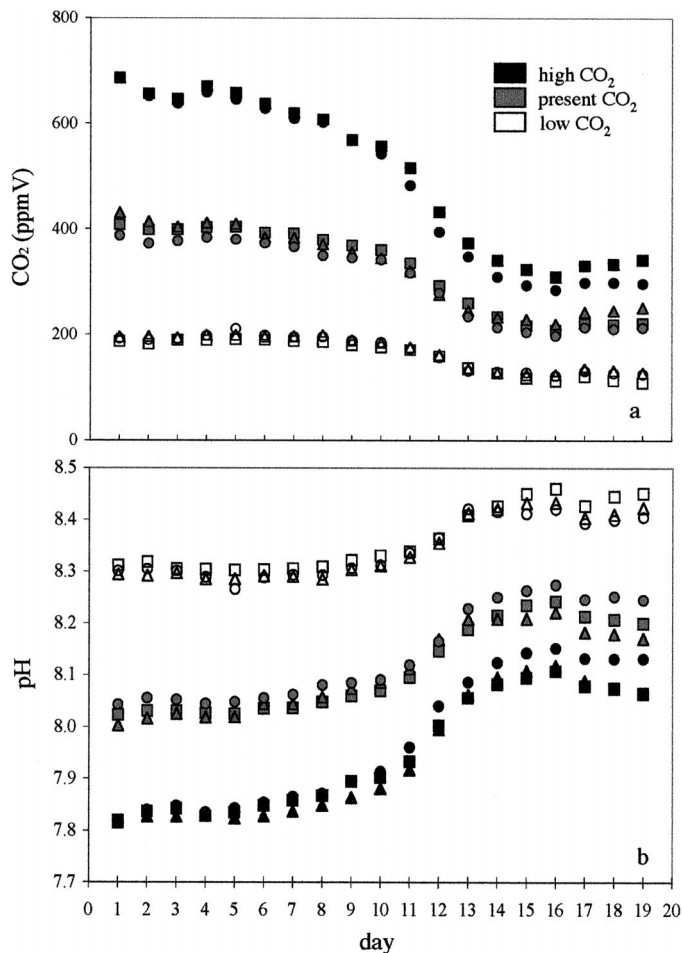 800
600
400
200
0
CO₂ (ppmV)
high CO₂
present CO₂
low CO₂
a
8.5
8.4
8.3
8.2
8.1
8.0
7.9
7.8
7.7
pH
b
0 1 2 3 4 5 6 7 8 9 10 11 12 13 14 15 16 17 18 19 20
day